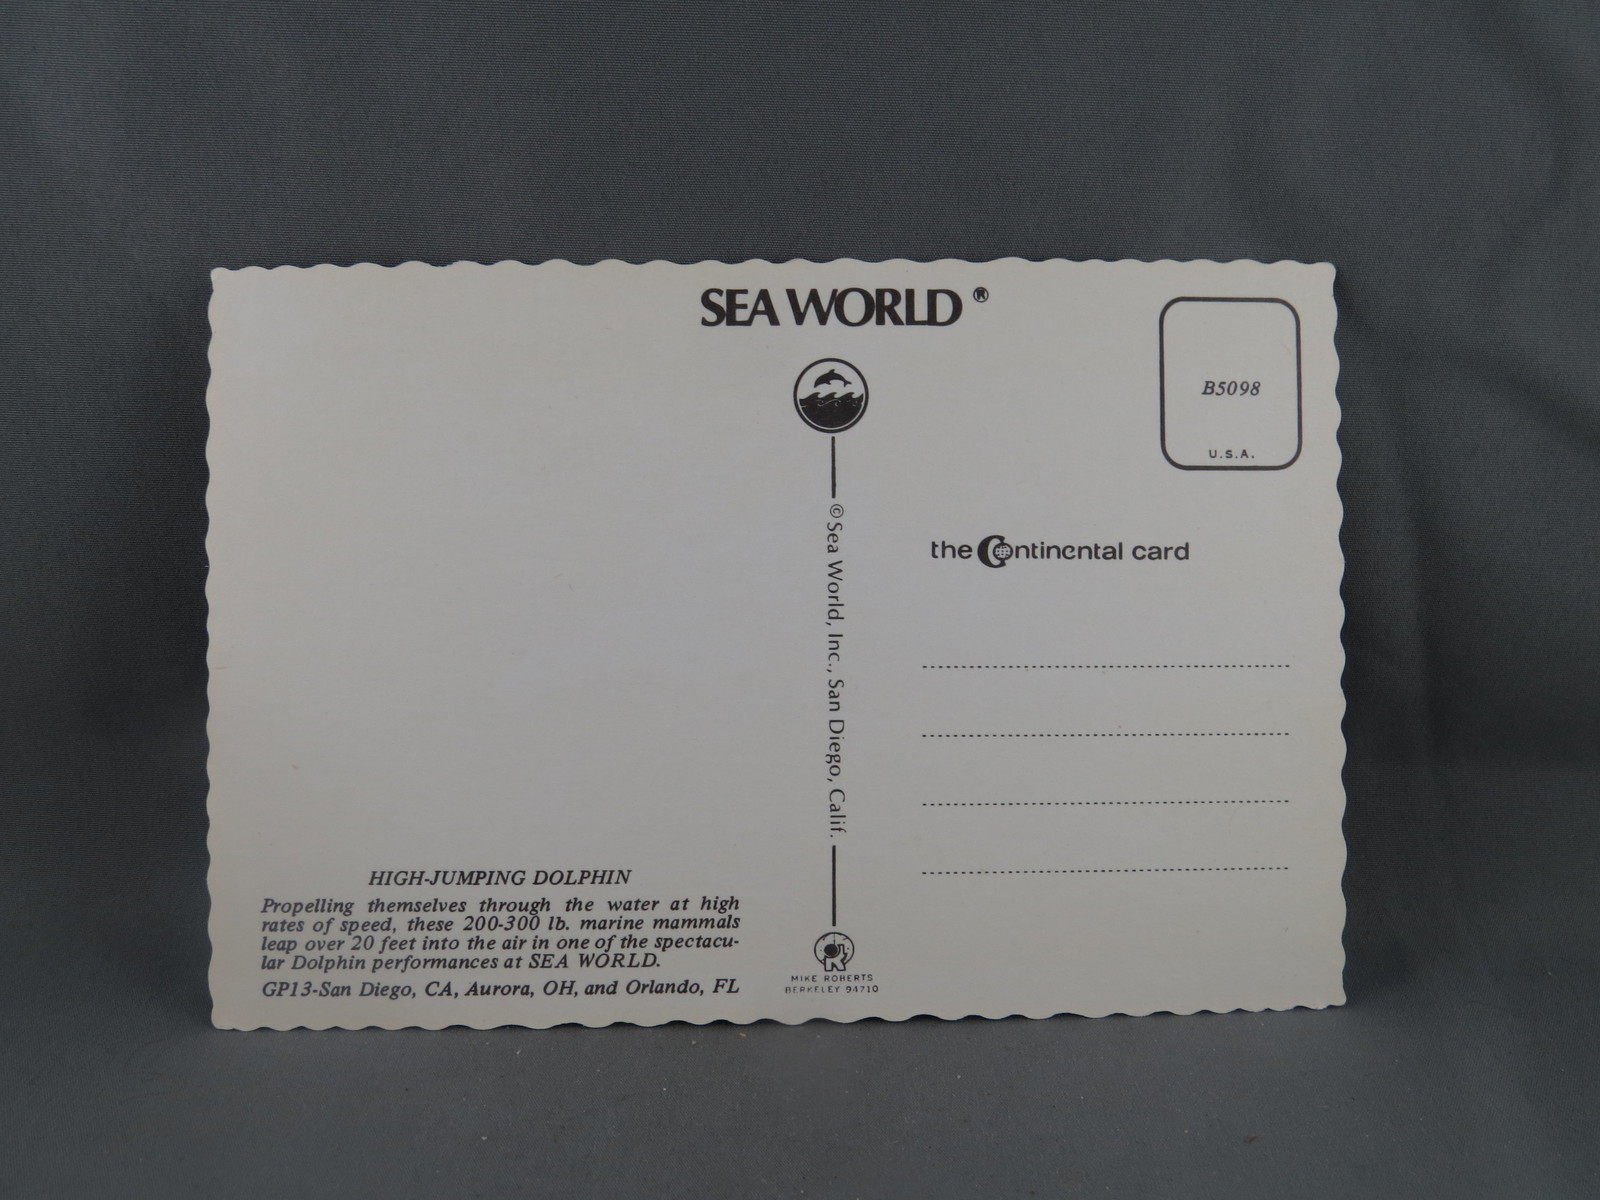 SEA WORLD ®
B5098
U.S.A.
© Sea World, Inc., San Diego, Calif.
the Continental card
HIGH-JUMPING DOLPHIN
Propelling themselves through the water at high
rates of speed, these 200-300 lb. marine mammals
leap over 20 feet into the air in one of the spectacu-
lar Dolphin performances at SEA WORLD.
GP13-San Diego, CA, Aurora, OH, and Orlando, FL
MIKE ROBERTS
BERKELEY 94710